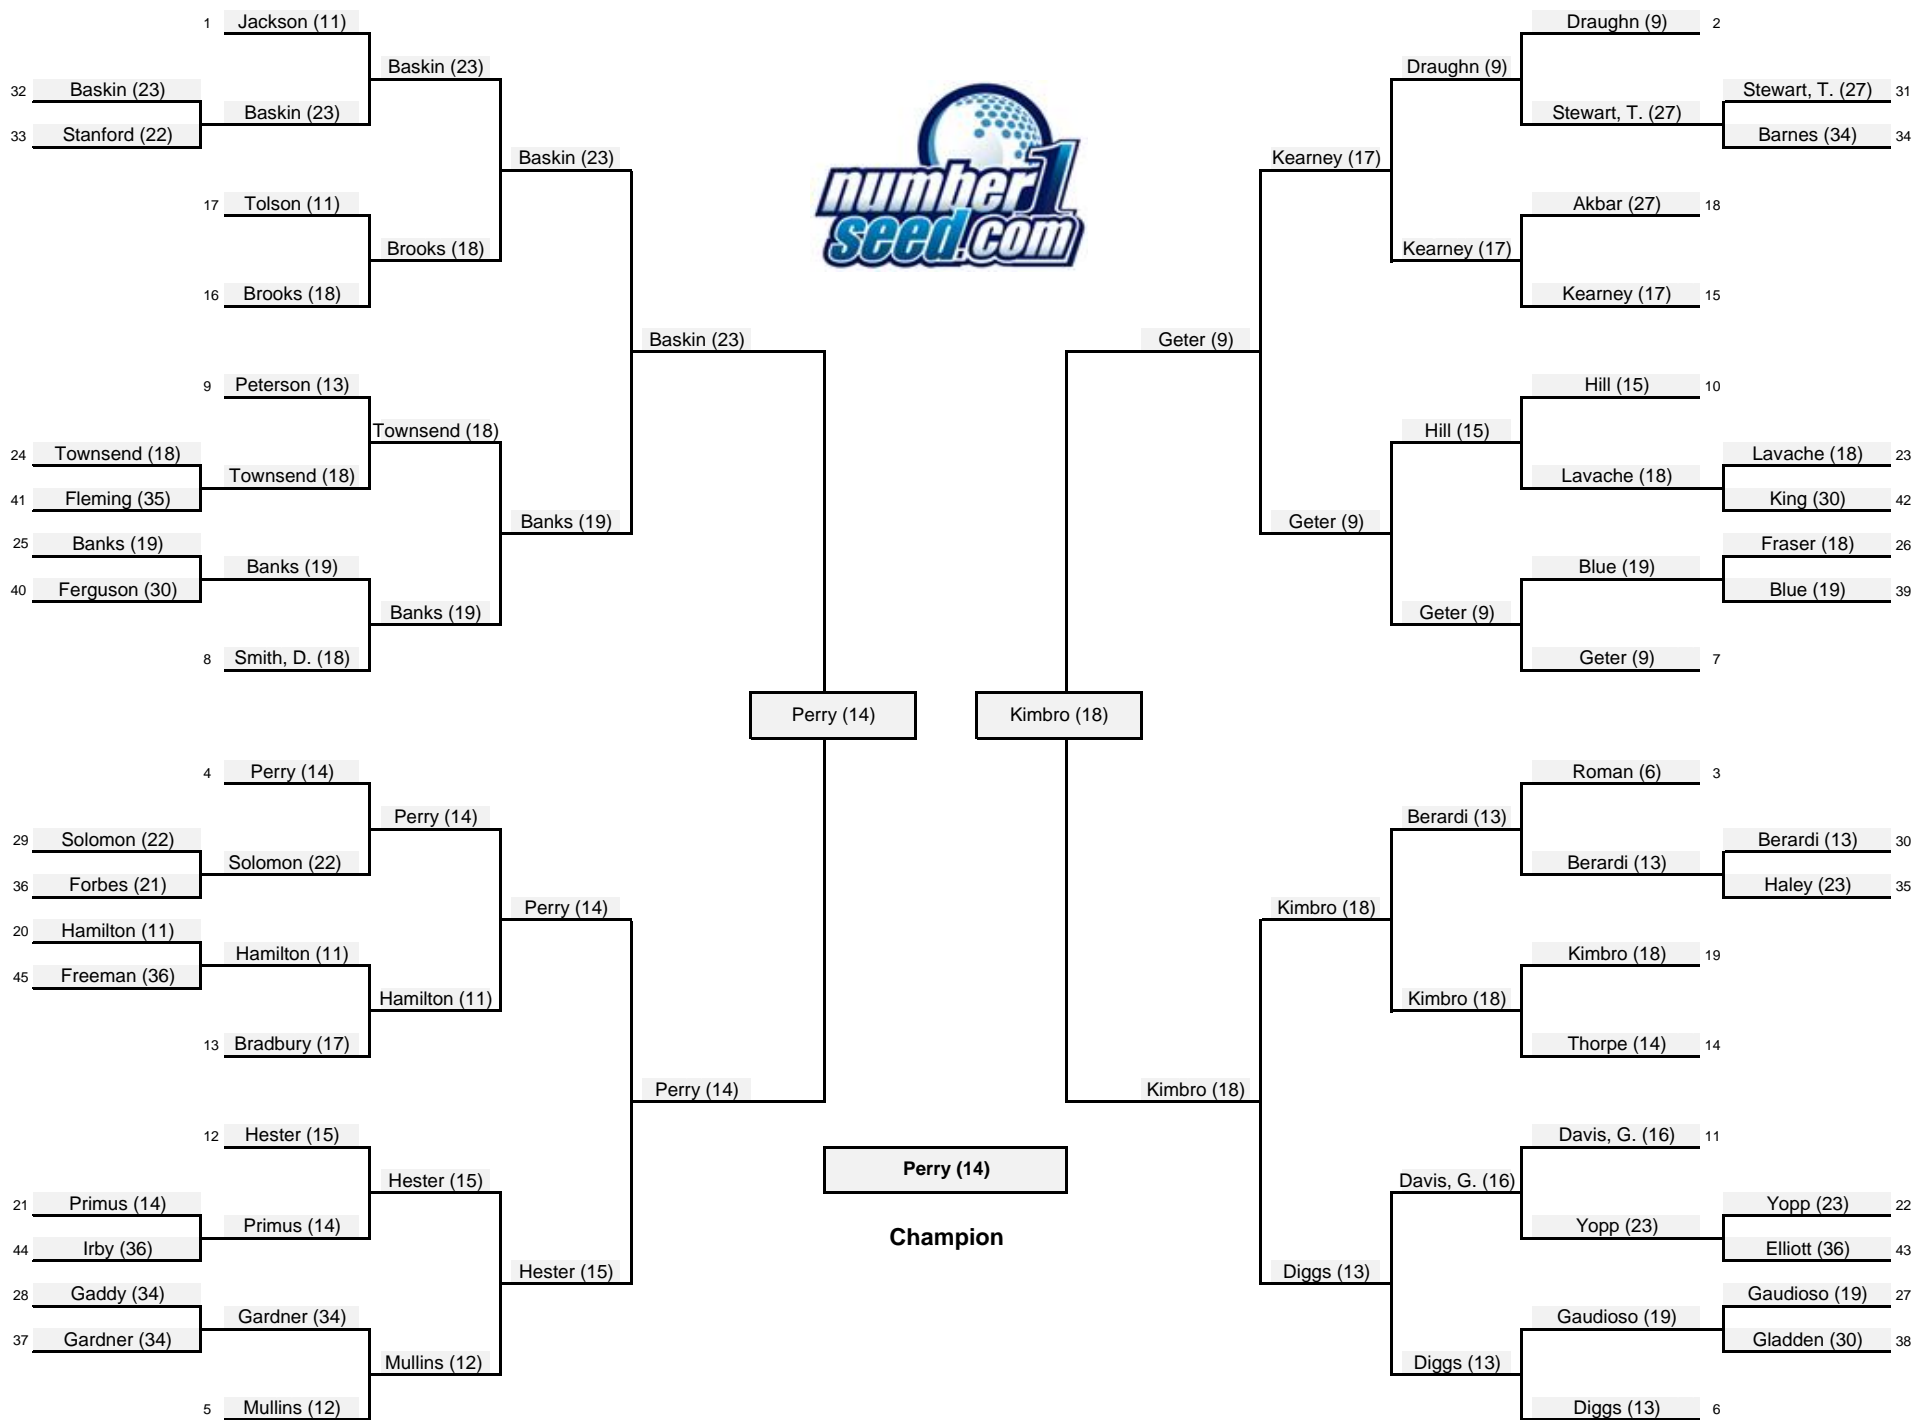 1 Jackson (11)
Baskin (23)
32 Baskin (23)
Baskin (23)
33 Stanford (22)
Baskin (23)
17 Tolson (11)
Brooks (18)
16 Brooks (18)
Baskin (23)
9 Peterson (13)
Townsend (18)
24 Townsend (18)
Townsend (18)
41 Fleming (35)
Banks (19)
25 Banks (19)
Banks (19)
40 Ferguson (30)
Banks (19)
8 Smith, D. (18)
Perry (14)
4 Perry (14)
Perry (14)
29 Solomon (22)
Solomon (22)
36 Forbes (21)
Perry (14)
20 Hamilton (11)
Hamilton (11)
45 Freeman (36)
Hamilton (11)
13 Bradbury (17)
Perry (14)
12 Hester (15)
Hester (15)
21 Primus (14)
Primus (14)
44 Irby (36)
Hester (15)
28 Gaddy (34)
Gardner (34)
37 Gardner (34)
Mullins (12)
5 Mullins (12)
number1
seed.com
Perry (14)
Champion
Draughn (9) 2
Draughn (9)
Stewart, T. (27) 31
Stewart, T. (27)
Barnes (34) 34
Kearney (17)
Akbar (27) 18
Kearney (17)
Kearney (17) 15
Geter (9)
Hill (15) 10
Hill (15)
Lavache (18) 23
Lavache (18)
King (30) 42
Geter (9)
Fraser (18) 26
Blue (19)
Blue (19) 39
Geter (9)
Geter (9) 7
Kimbro (18)
Roman (6) 3
Berardi (13)
Berardi (13) 30
Berardi (13)
Haley (23) 35
Kimbro (18)
Kimbro (18) 19
Kimbro (18)
Thorpe (14) 14
Kimbro (18)
Davis, G. (16) 11
Davis, G. (16)
Yopp (23) 22
Yopp (23)
Elliott (36) 43
Diggs (13)
Gaudioso (19) 27
Gaudioso (19)
Gladden (30) 38
Diggs (13)
Diggs (13) 6